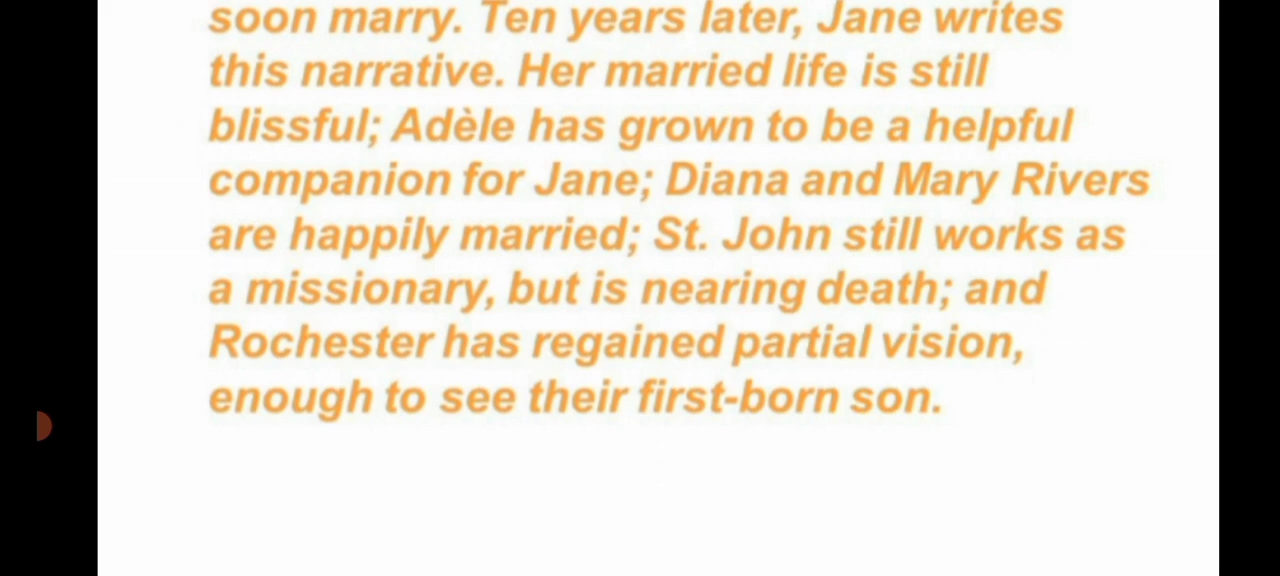 soon marry. Ten years later, Jane writes
this narrative. Her married life is still
blissful; Adèle has grown to be a helpful
companion for Jane; Diana and Mary Rivers
are happily married; St. John still works as
a missionary, but is nearing death; and
Rochester has regained partial vision,
enough to see their first-born son.